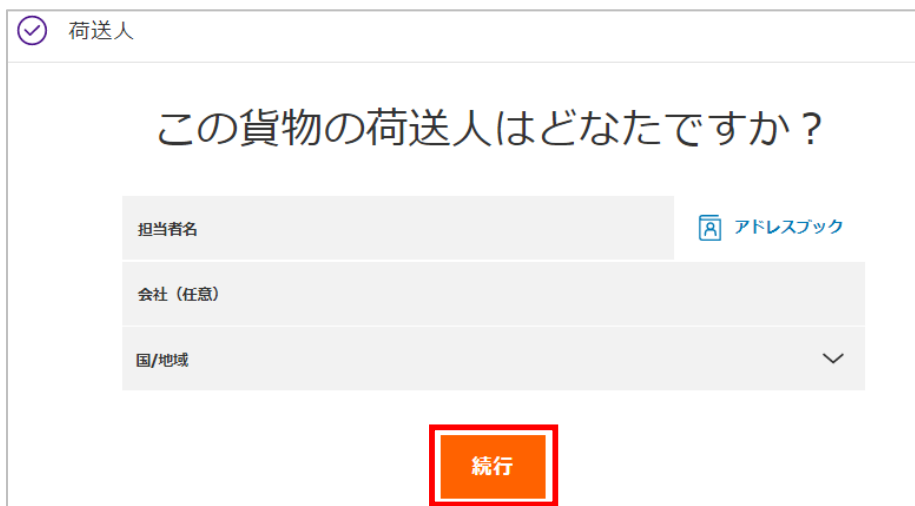 荷送人
この貨物の荷送人はどなたですか？
担当者名
アドレスブック
会社（任意）
国/地域
続行